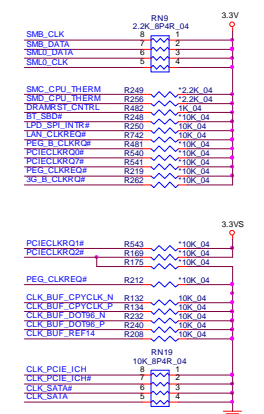 RN9 3.3V
2.2K_8P4R_04
SMB_CLK 8 1
SMB_DATA 7 2
SML0_DATA 6 3
SML0_CLK 5 4
SMC_CPU_THERM R249 *2.2K_04
SMD_CPU_THERM R256 *2.2K_04
DRAMRST_CNTRL R482 1K_04
BT_SBD# R248 *10K_04
LPD_SPI_INTR# R250 10K_04
LAN_CLKREQ# R742 10K_04
PEG_B_CLKRQ# R481 *10K_04
PCIECLKRQ0# R540 *10K_04
PCIECLKRQ7# R541 *10K_04
PEG_CLKREQ# R219 *10K_04
3G_B_CLKRQ# R262 *10K_04
3.3VS
PCIECLKRQ1# R543 *10K_04
PCIECLKRQ2# R169 *10K_04
R175 *10K_04
PEG_CLKREQ# R212 *10K_04
CLK_BUF_CPYCLK_N R132 10K_04
CLK_BUF_CPYCLK_P R134 10K_04
CLK_BUF_DOT96_N R232 10K_04
CLK_BUF_DOT96_P R240 10K_04
CLK_BUF_REF14 R208 10K_04
RN19
10K_8P4R_04
CLK_PCIE_ICH 8 1
CLK_PCIE_ICH# 7 2
CLK_SATA# 6 3
CLK_SATA 5 4